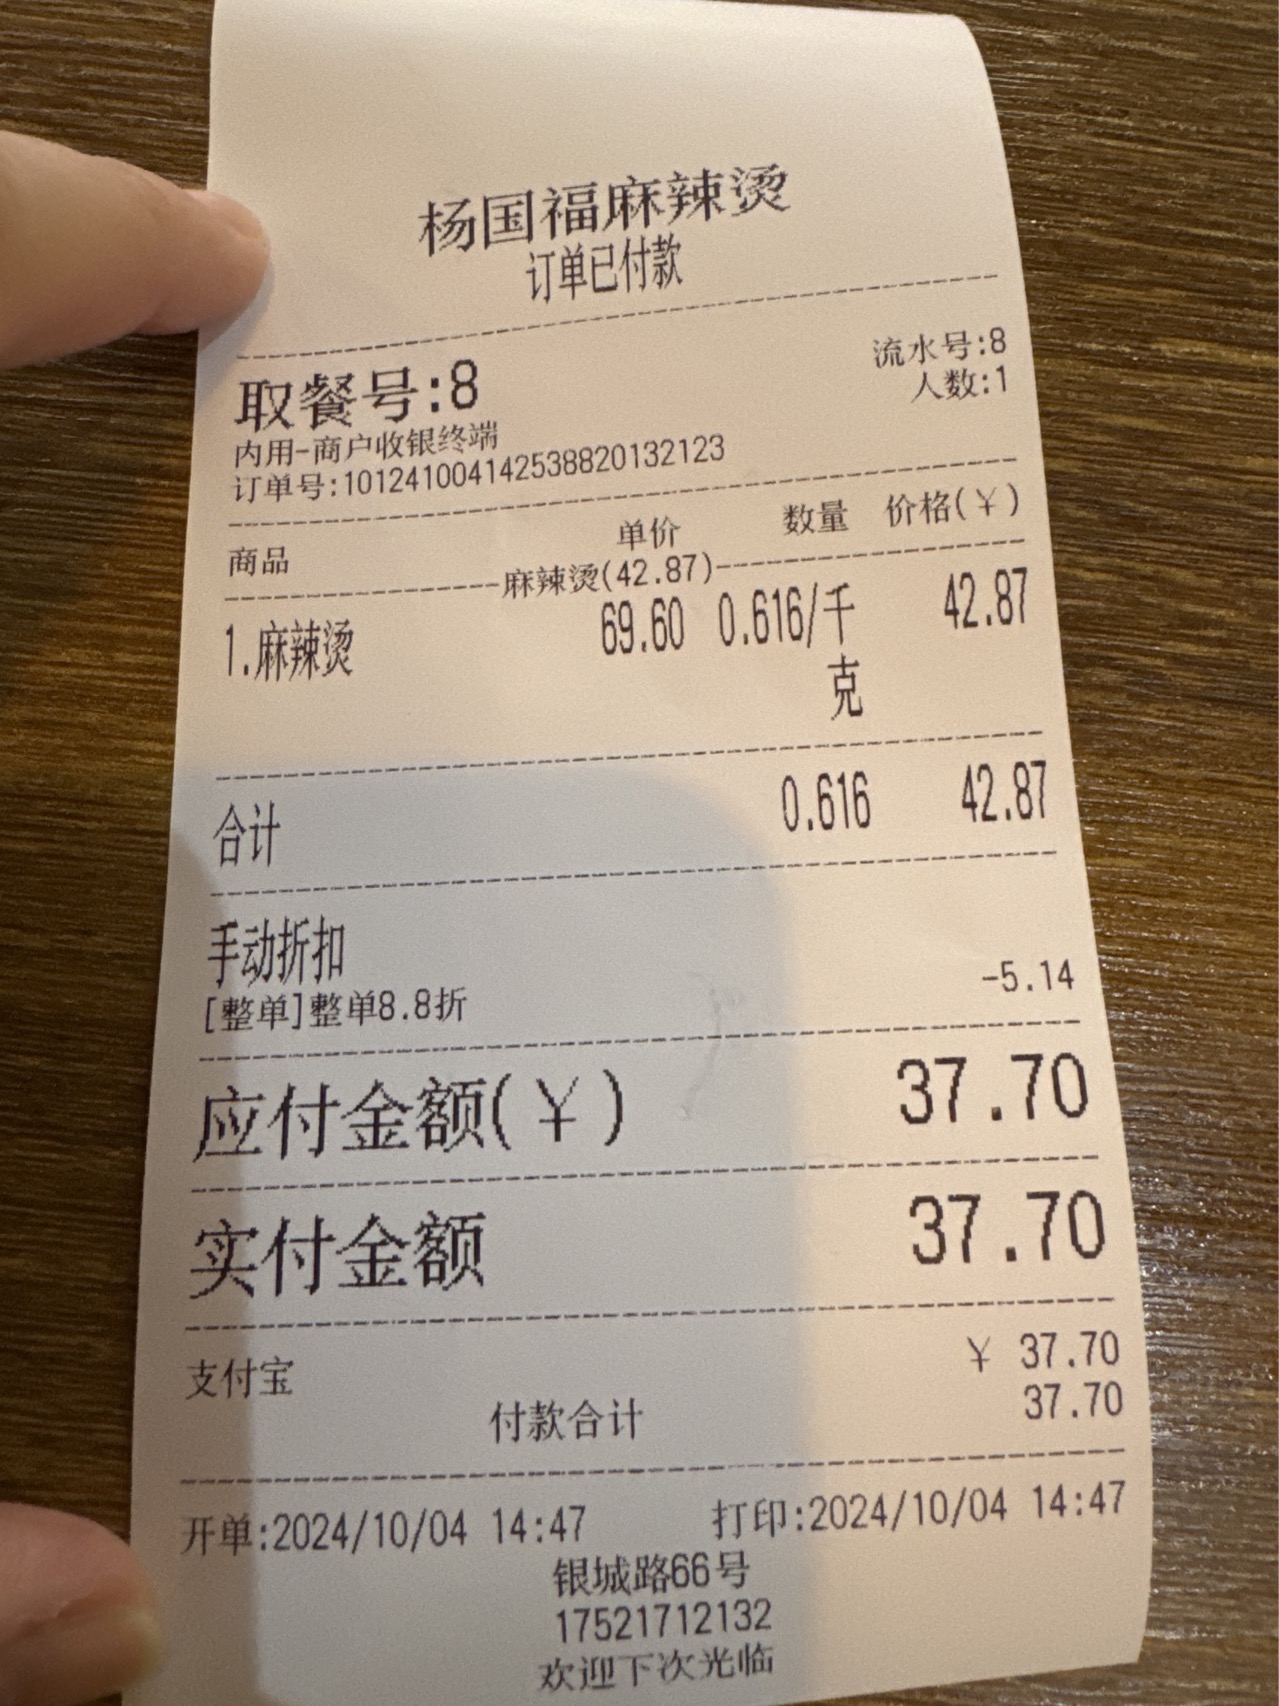 杨国福麻辣烫
订单已付款
取餐号:8 流水号:8
内用-商户收银终端 人数:1
订单号:101241004142538820132123
商品 单价 数量 价格(￥)
麻辣烫(42.87)
1.麻辣烫 69.60 0.616/千克 42.87
合计 0.616 42.87
手动折扣
[整单]整单8.8折 -5.14
应付金额(￥) 37.70
实付金额 37.70
支付宝 ￥ 37.70
付款合计 37.70
开单:2024/10/04 14:47 打印:2024/10/04 14:47
银城路66号
17521712132
欢迎下次光临